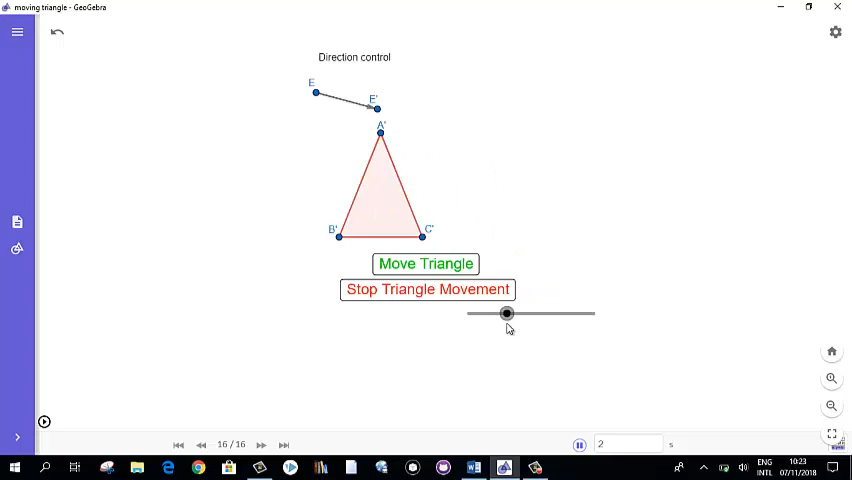 moving triangle - GeoGebra
Direction control
E
E'
A'
B'
C'
Move Triangle
Stop Triangle Movement
16 / 16
2
s
ENG
INTL
10:23
07/11/2018